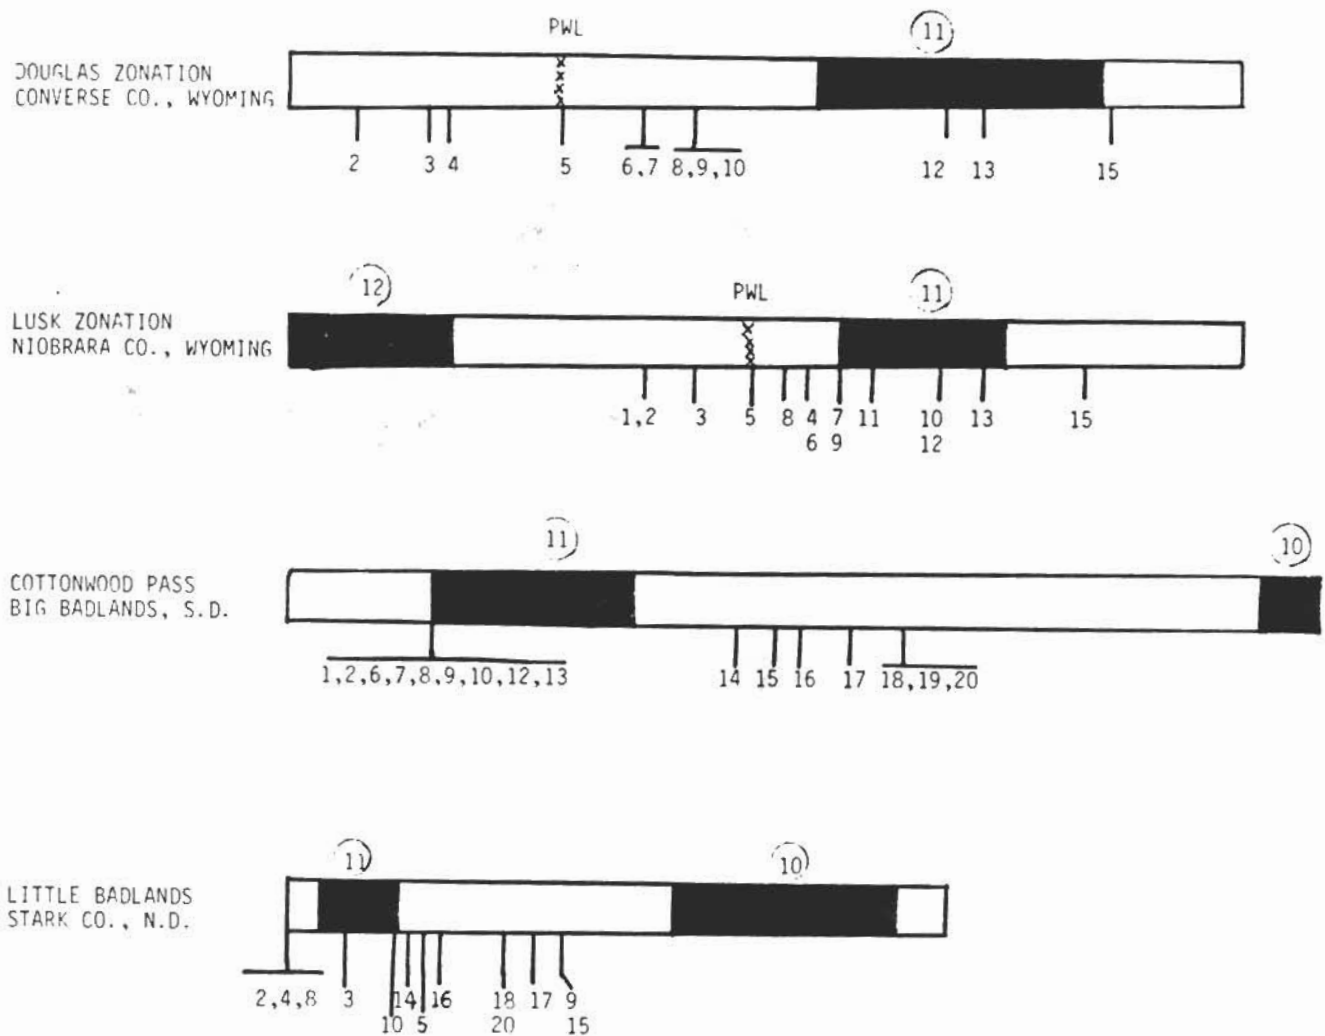 PWL
11
DOUGLAS ZONATION
CONVERSE CO., WYOMING
2 3 4 5 6,7 8,9,10 12 13 15
12
PWL
11
LUSK ZONATION
NIOBRARA CO., WYOMING
1,2 3 5 8 4 7 11 10 13 15
6 9 12
11
10
COTTONWOOD PASS
BIG BADLANDS, S.D.
1,2,6,7,8,9,10,12,13 14 15 16 17 18,19,20
11
10
LITTLE BADLANDS
STARK CO., N.D.
2,4,8 3 14 16 18 17 9
10 5 20 15